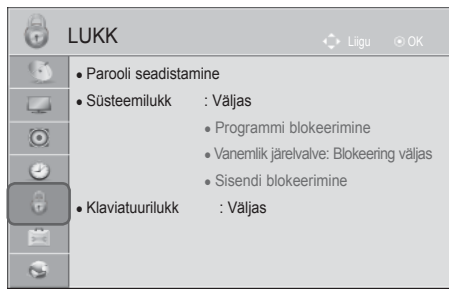 LUKK
Liigu OK
• Parooli seadistamine
• Süsteemilukk : Väljas
• Programmi blokeerimine
• Vanemlik järelvalve: Blokeering väljas
• Sisendi blokeerimine
• Klaviatuurilukk : Väljas